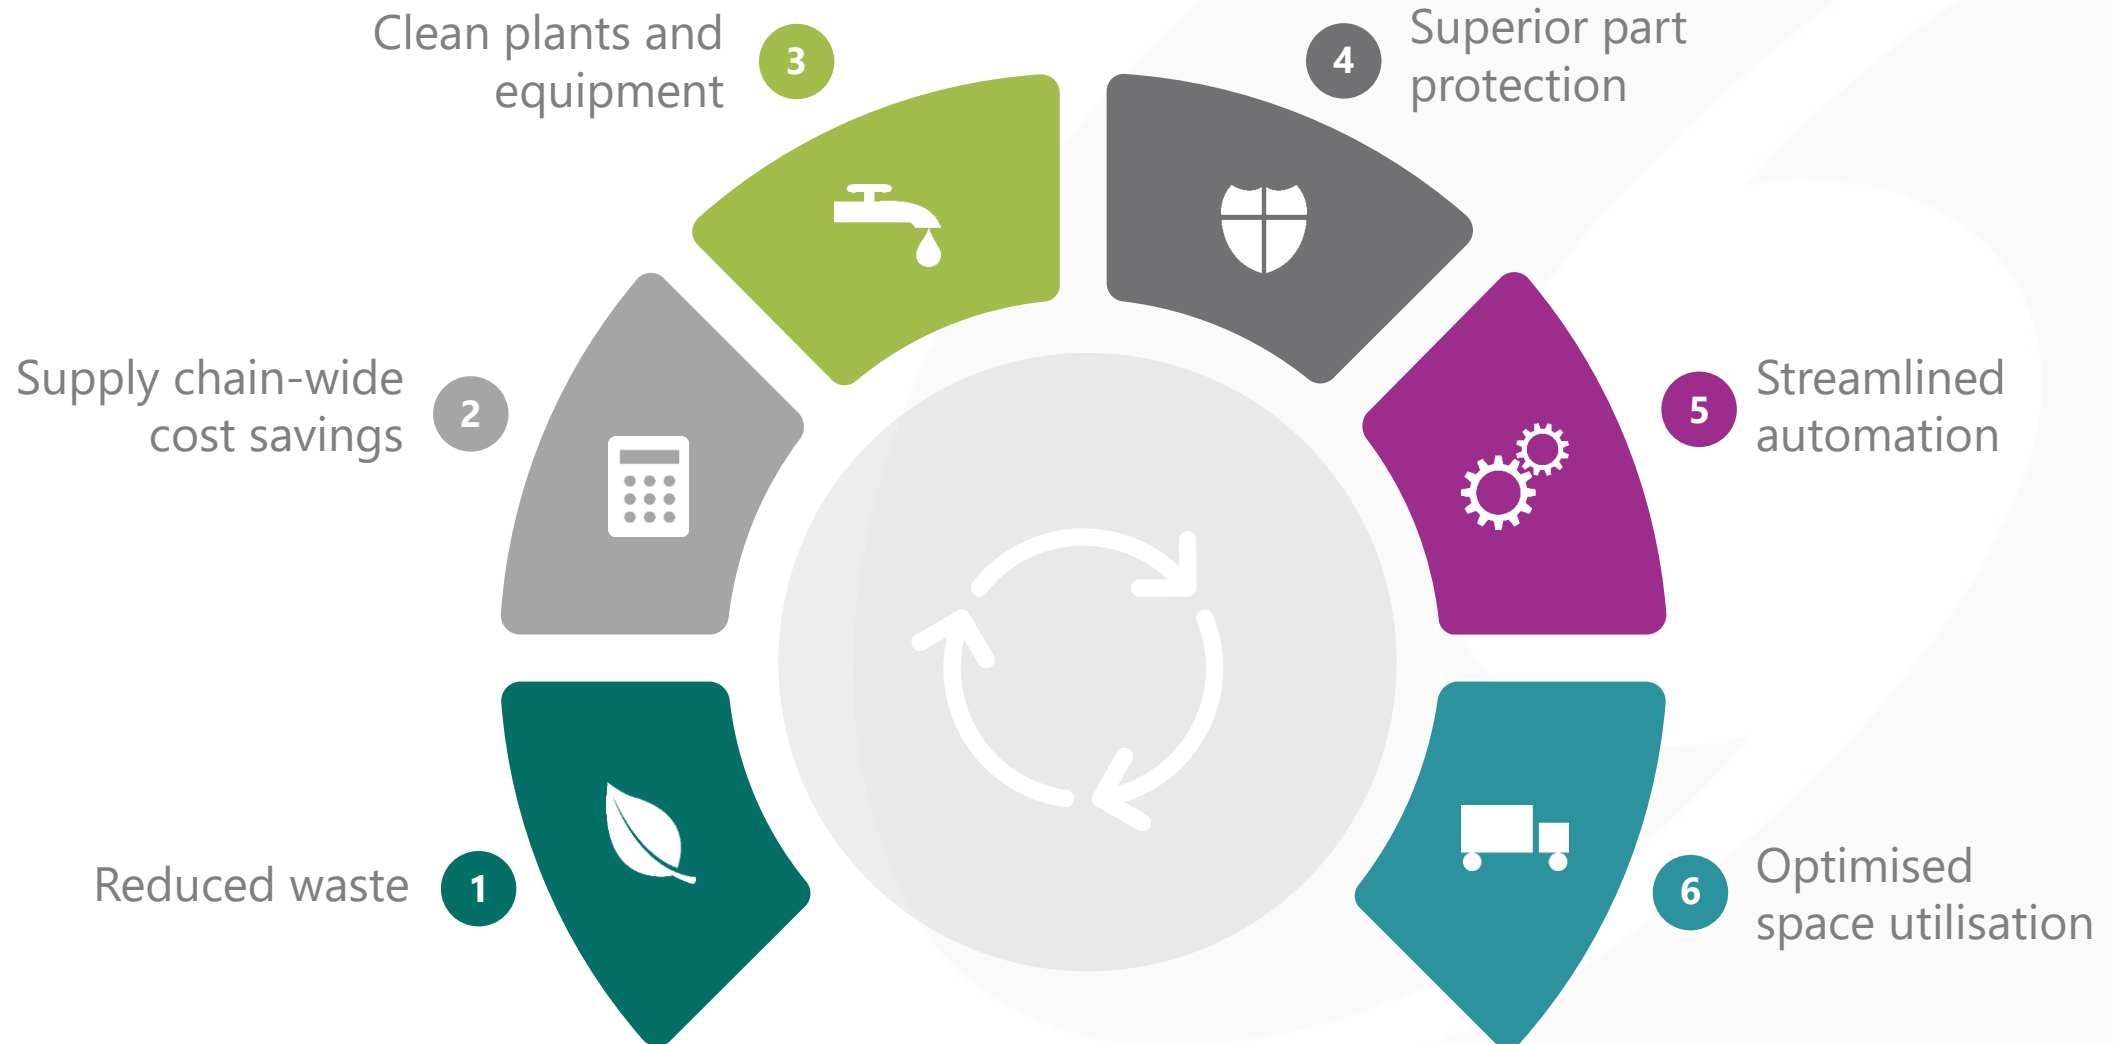 Clean plants and
equipment
3
4
Superior part
protection
Supply chain-wide
cost savings
2
5
Streamlined
automation
Reduced waste
1
6
Optimised
space utilisation